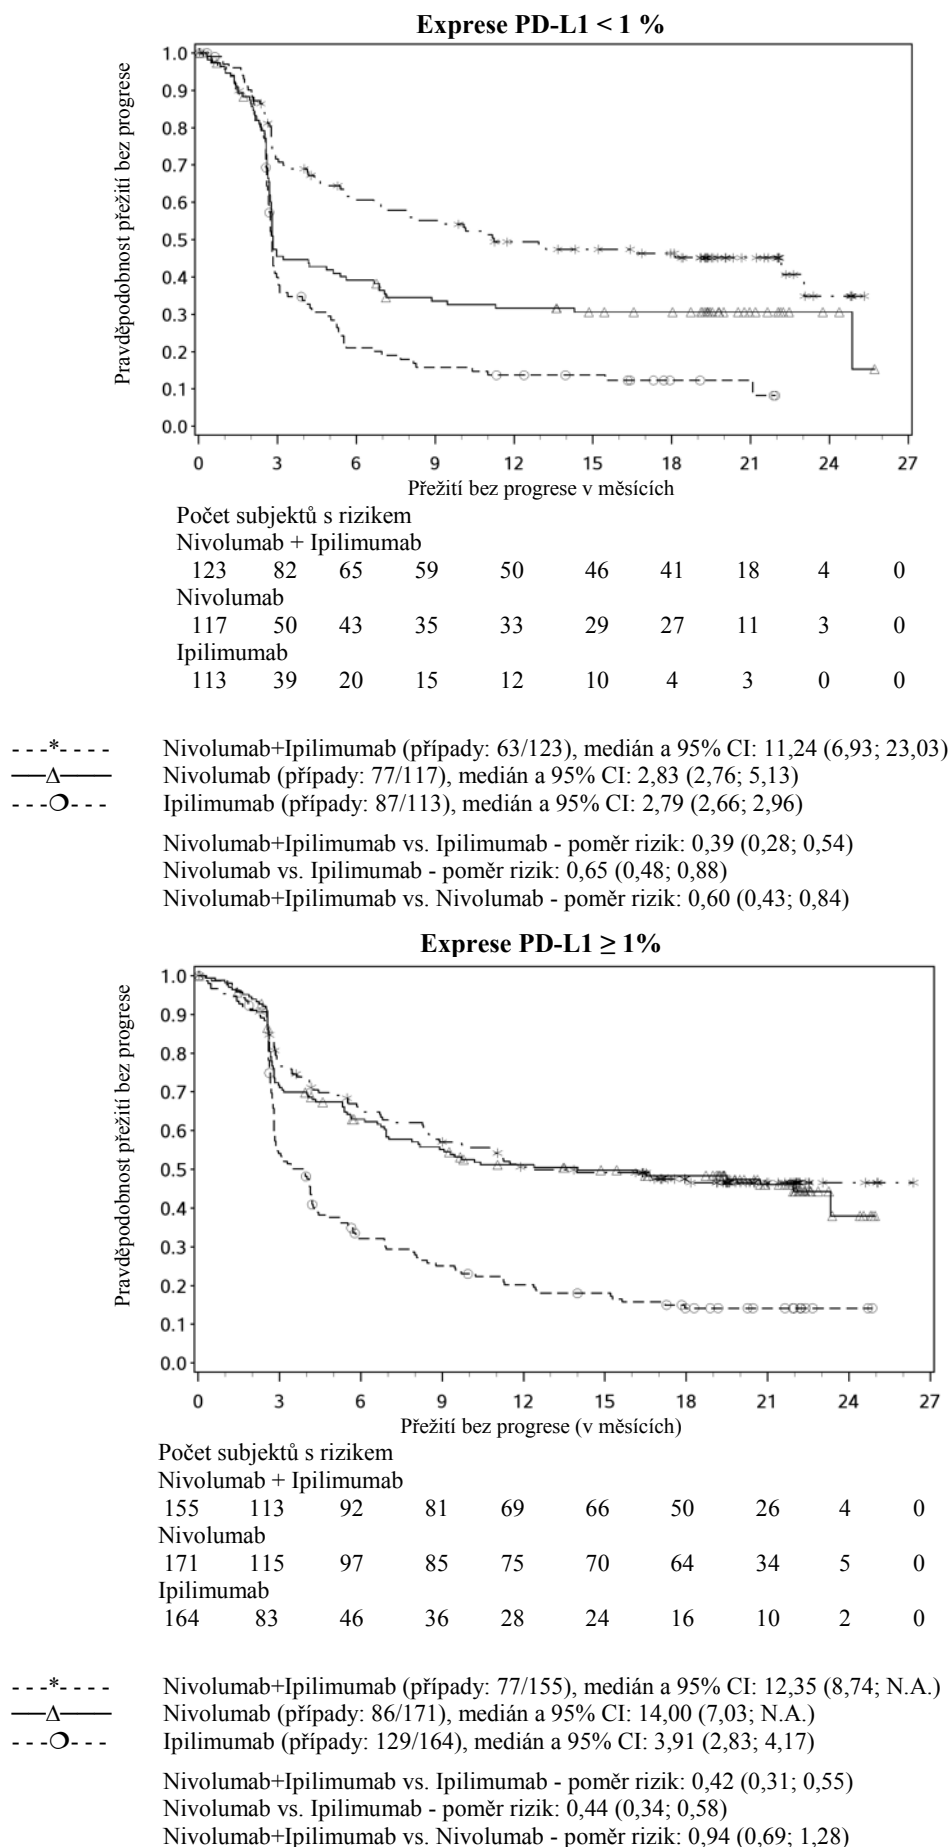 Exprese PD-L1 < 1 %
Pravděpodobnost přežití bez progrese
1.0
0.9
0.8
0.7
0.6
0.5
0.4
0.3
0.2
0.1
0.0
0 3 6 9 12 15 18 21 24 27
Přežití bez progrese v měsících
Počet subjektů s rizikem
Nivolumab + Ipilimumab
123 82 65 59 50 46 41 18 4 0
Nivolumab
117 50 43 35 33 29 27 11 3 0
Ipilimumab
113 39 20 15 12 10 4 3 0 0
- - -*- - - - Nivolumab+Ipilimumab (případy: 63/123), medián a 95% CI: 11,24 (6,93; 23,03)
──Δ─── Nivolumab (případy: 77/117), medián a 95% CI: 2,83 (2,76; 5,13)
- - -❍- - - Ipilimumab (případy: 87/113), medián a 95% CI: 2,79 (2,66; 2,96)
Nivolumab+Ipilimumab vs. Ipilimumab - poměr rizik: 0,39 (0,28; 0,54)
Nivolumab vs. Ipilimumab - poměr rizik: 0,65 (0,48; 0,88)
Nivolumab+Ipilimumab vs. Nivolumab - poměr rizik: 0,60 (0,43; 0,84)
Exprese PD-L1 ≥ 1%
Pravděpodobnost přežití bez progrese
1.0
0.9
0.8
0.7
0.6
0.5
0.4
0.3
0.2
0.1
0.0
0 3 6 9 12 15 18 21 24 27
Přežití bez progrese (v měsících)
Počet subjektů s rizikem
Nivolumab + Ipilimumab
155 113 92 81 69 66 50 26 4 0
Nivolumab
171 115 97 85 75 70 64 34 5 0
Ipilimumab
164 83 46 36 28 24 16 10 2 0
- - -*- - - - Nivolumab+Ipilimumab (případy: 77/155), medián a 95% CI: 12,35 (8,74; N.A.)
──Δ─── Nivolumab (případy: 86/171), medián a 95% CI: 14,00 (7,03; N.A.)
- - -❍- - - Ipilimumab (případy: 129/164), medián a 95% CI: 3,91 (2,83; 4,17)
Nivolumab+Ipilimumab vs. Ipilimumab - poměr rizik: 0,42 (0,31; 0,55)
Nivolumab vs. Ipilimumab - poměr rizik: 0,44 (0,34; 0,58)
Nivolumab+Ipilimumab vs. Nivolumab - poměr rizik: 0,94 (0,69; 1,28)